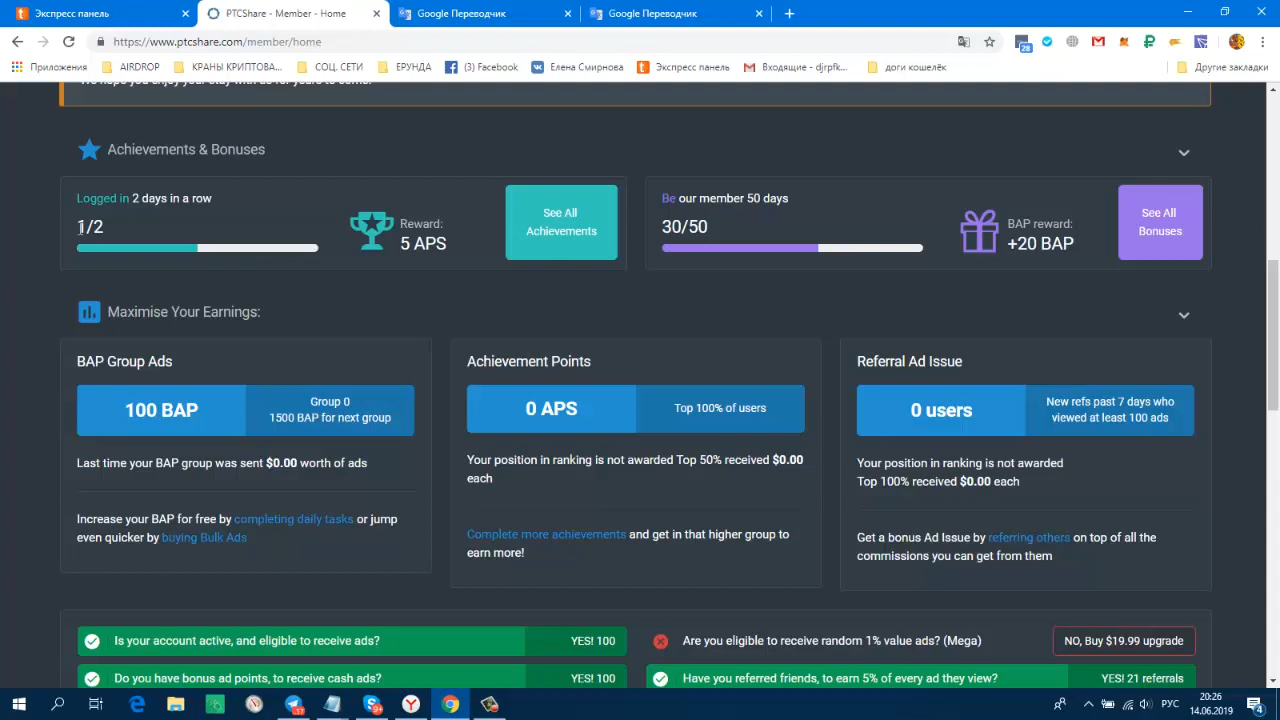 Экспресс панель
PTCShare - Member - Home
Google Переводчик
Google Переводчик
https://www.ptcshare.com/member/home
28
Приложения
AIRDROP
КРАНЫ КРИПТОВА...
СОЦ. СЕТИ
ЕРУНДА
(3) Facebook
Елена Смирнова
Экспресс панель
Входящие - djrpfk...
доги кошелёк
Другие закладки
Achievements & Bonuses
Logged in 2 days in a row
1/2
Reward:
5 APS
See All
Achievements
Be our member 50 days
30/50
BAP reward:
+20 BAP
See All
Bonuses
Maximise Your Earnings:
BAP Group Ads
100 BAP
Group 0
1500 BAP for next group
Last time your BAP group was sent $0.00 worth of ads
Increase your BAP for free by completing daily tasks or jump
even quicker by buying Bulk Ads
Achievement Points
0 APS
Top 100% of users
Your position in ranking is not awarded Top 50% received $0.00
each
Complete more achievements and get in that higher group to
earn more!
Referral Ad Issue
0 users
New refs past 7 days who
viewed at least 100 ads
Your position in ranking is not awarded
Top 100% received $0.00 each
Get a bonus Ad Issue by referring others on top of all the
commissions you can get from them
Is your account active, and eligible to receive ads?
YES! 100
Are you eligible to receive random 1% value ads? (Mega)
NO, Buy $19.99 upgrade
Do you have bonus ad points, to receive cash ads?
YES! 100
Have you referred friends, to earn 5% of every ad they view?
YES! 21 referrals
РУС
20:26
14.06.2019